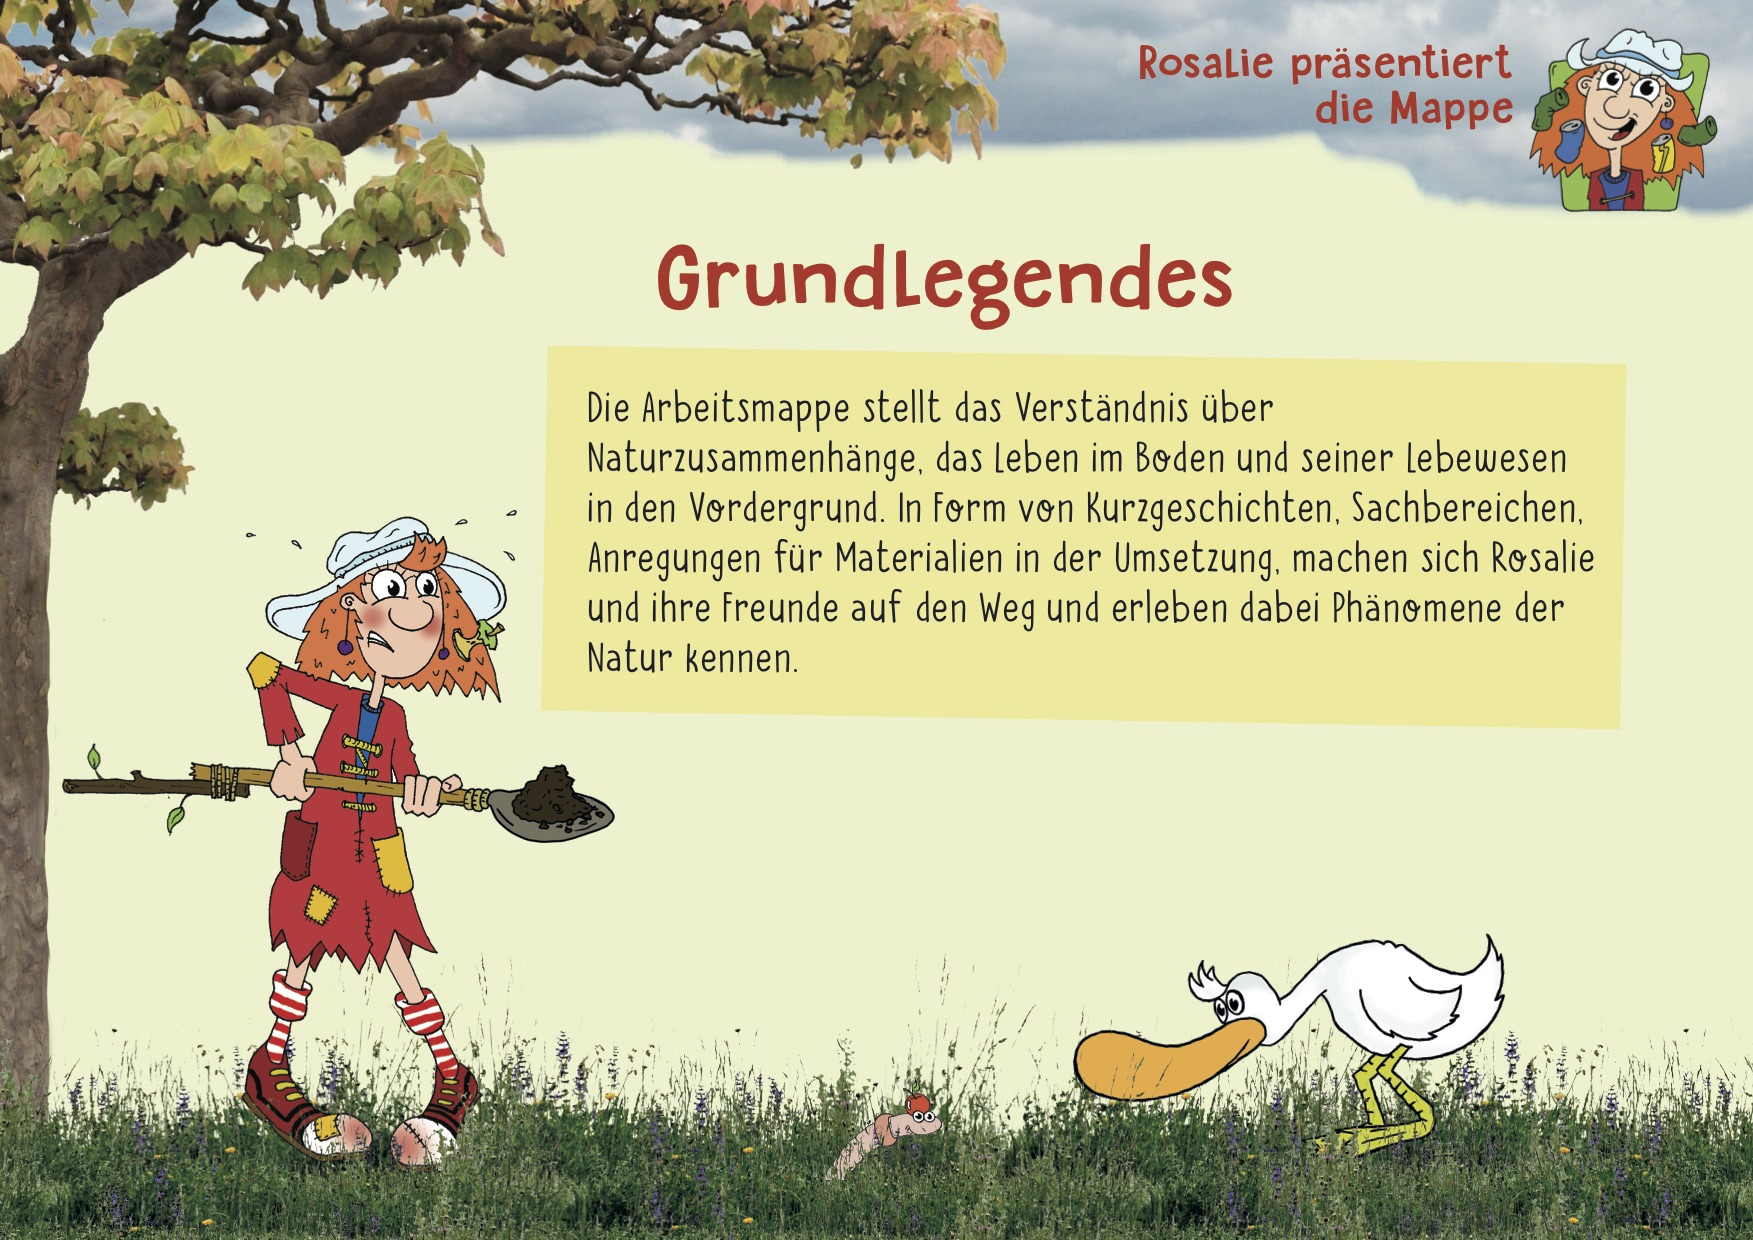 Rosalie präsentiert
die Mappe
Grundlegendes
Die Arbeitsmappe stellt das Verständnis über
Naturzusammenhänge, das Leben im Boden und seiner Lebewesen
in den Vordergrund. In Form von Kurzgeschichten, Sachbereichen,
Anregungen für Materialien in der Umsetzung, machen sich Rosalie
und ihre Freunde auf den Weg und erleben dabei Phänomene der
Natur kennen.